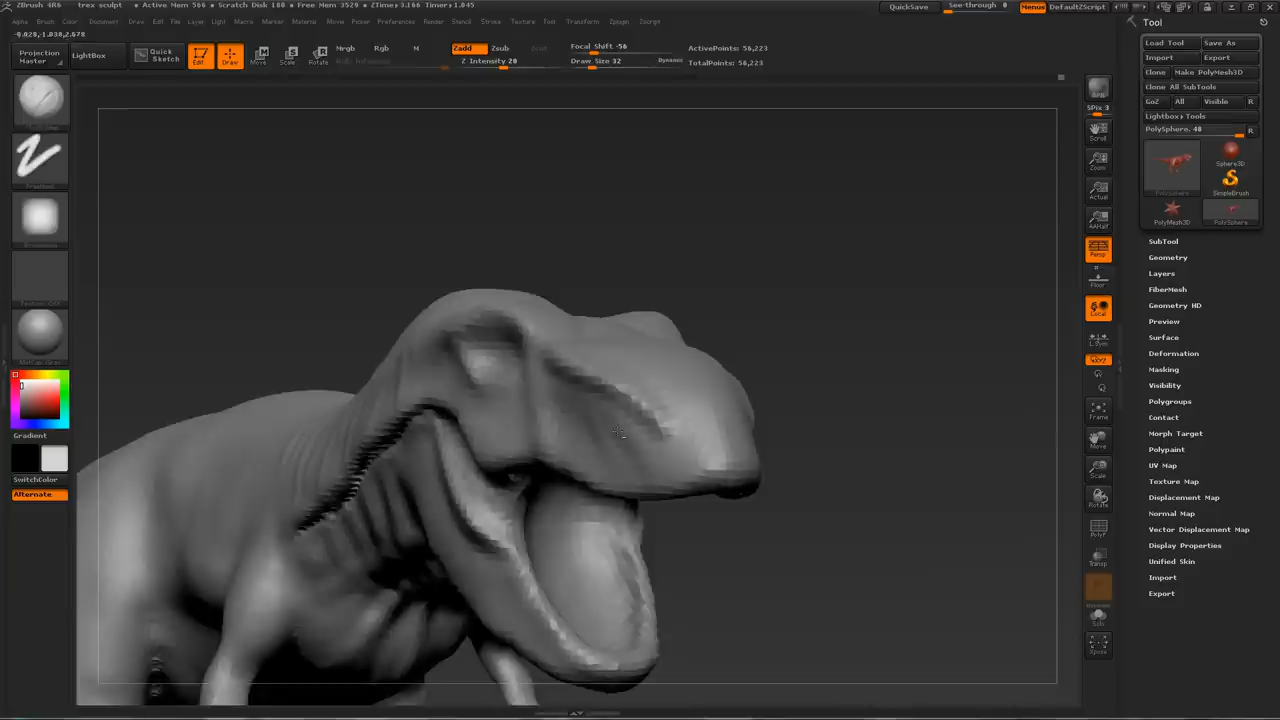 ZBrush 4R6 trex sculpt • Active Mem 566 • Scratch Disk 188 • Free Mem 3529 • ZTime▸3.166 Timer▸1.045
QuickSave
See-through 0
Menus
DefaultZScript
Alpha Brush Color Document Draw Edit File Layer Light Macro Marker Material Movie Picker Preferences Render Stencil Stroke Texture Tool Transform Zplugin Zscript
Projection
Master
LightBox
Quick
Sketch
Edit
Draw
Move
Scale
Rotate
Mrgb
Rgb
M
Zadd
Zsub
Z Intensity 20
Focal Shift -56
Draw Size 32
Dynamic
ActivePoints: 56,223
TotalPoints: 56,223
Gradient
SwitchColor
Alternate
SPix 3
Scroll
Zoom
Actual
AAHalf
Persp
Floor
Local
L.Sym
Frame
Move
Scale
Rotate
PolyF
Transp
Solo
Xpose
Tool
Load Tool
Save As
Import
Export
Clone
Make PolyMesh3D
Clone All SubTools
GoZ
All
Visible
R
Lightbox▸Tools
PolySphere. 48
R
Sphere3D
SimpleBrush
PolyMesh3D
PolySphere
SubTool
Geometry
Layers
FiberMesh
Geometry HD
Preview
Surface
Deformation
Masking
Visibility
Polygroups
Contact
Morph Target
Polypaint
UV Map
Texture Map
Displacement Map
Normal Map
Vector Displacement Map
Display Properties
Unified Skin
Import
Export